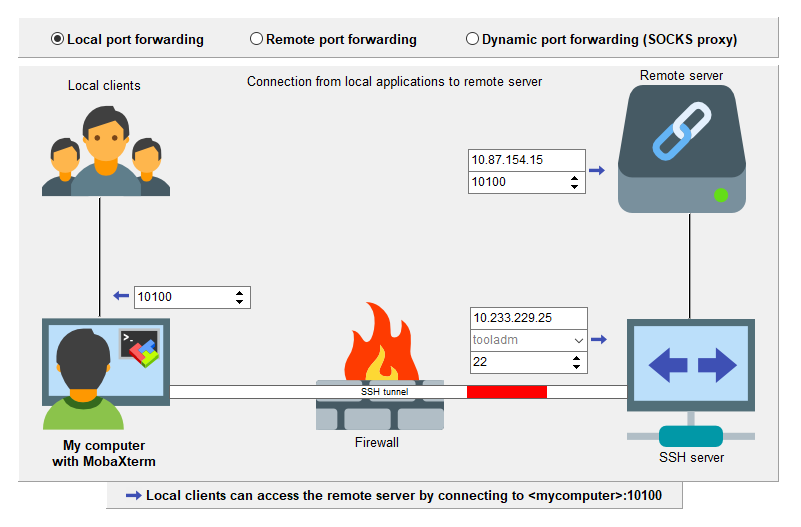 Local port forwarding
Remote port forwarding
Dynamic port forwarding (SOCKS proxy)
Local clients
Connection from local applications to remote server
Remote server
10.87.154.15
10100
10100
10.233.229.25
tooladm
22
>_
SSH tunnel
Firewall
My computer
with MobaXterm
SSH server
Local clients can access the remote server by connecting to <mycomputer>:10100